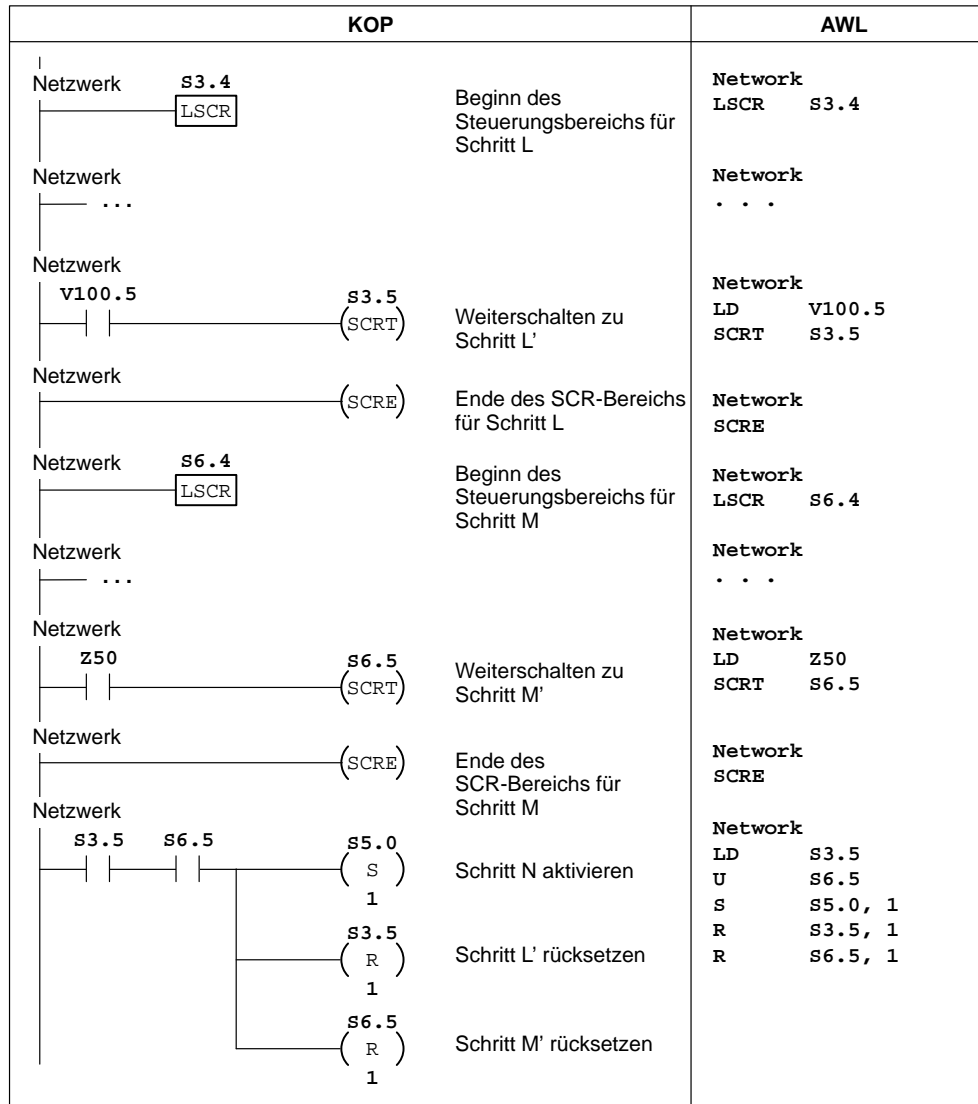 KOP AWL
Netzwerk S3.4
LSCR
Beginn des
Steuerungsbereichs für
Schritt L
Network
LSCR S3.4
Netzwerk
...
Network
. . .
Netzwerk
V100.5 S3.5
SCRT
Weiterschalten zu
Schritt L’
Network
LD V100.5
SCRT S3.5
Netzwerk
SCRE
Ende des SCR-Bereichs
für Schritt L
Network
SCRE
Netzwerk S6.4
LSCR
Beginn des
Steuerungsbereichs für
Schritt M
Network
LSCR S6.4
Netzwerk
...
Network
. . .
Netzwerk
Z50 S6.5
SCRT
Weiterschalten zu
Schritt M’
Network
LD Z50
SCRT S6.5
Netzwerk
SCRE
Ende des
SCR-Bereichs für
Schritt M
Network
SCRE
Netzwerk
S3.5 S6.5 S5.0
S
1
Schritt N aktivieren
S3.5
R
1
Schritt L’ rücksetzen
S6.5
R
1
Schritt M’ rücksetzen
Network
LD S3.5
U S6.5
S S5.0, 1
R S3.5, 1
R S6.5, 1